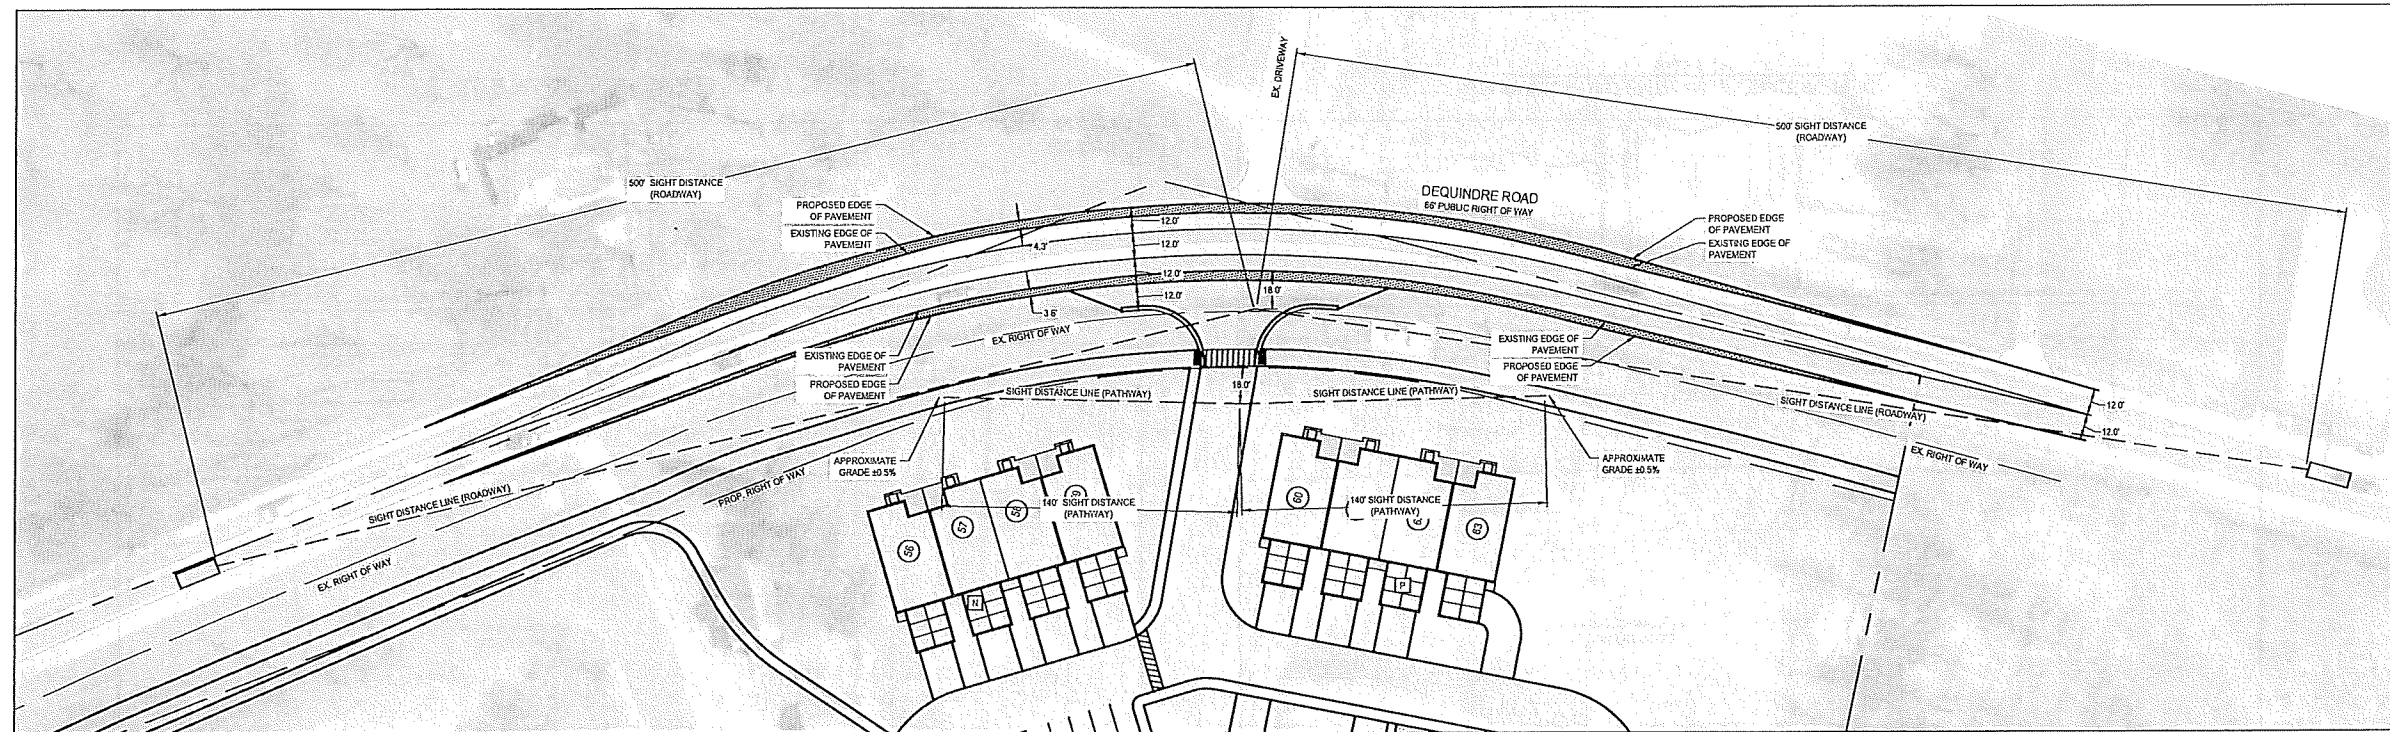 EX. DRIVEWAY
500' SIGHT DISTANCE
(ROADWAY)
500' SIGHT DISTANCE
(ROADWAY)
DEQUINDRE ROAD
66' PUBLIC RIGHT OF WAY
PROPOSED EDGE
OF PAVEMENT
EXISTING EDGE OF
PAVEMENT
PROPOSED EDGE
OF PAVEMENT
EXISTING EDGE OF
PAVEMENT
12.0'
4.3'
12.0'
12.0'
12.0'
18.0'
3.6'
EX. RIGHT OF WAY
EXISTING EDGE OF
PAVEMENT
PROPOSED EDGE
OF PAVEMENT
EXISTING EDGE OF
PAVEMENT
PROPOSED EDGE
OF PAVEMENT
18.0'
SIGHT DISTANCE LINE (PATHWAY)
SIGHT DISTANCE LINE (PATHWAY)
SIGHT DISTANCE LINE (ROADWAY)
12.0'
12.0'
EX. RIGHT OF WAY
APPROXIMATE
GRADE ±0.5%
APPROXIMATE
GRADE ±0.5%
PROP. RIGHT OF WAY
SIGHT DISTANCE LINE (ROADWAY)
EX. RIGHT OF WAY
140' SIGHT DISTANCE
(PATHWAY)
140' SIGHT DISTANCE
(PATHWAY)
56
57
58
60
63
N
P